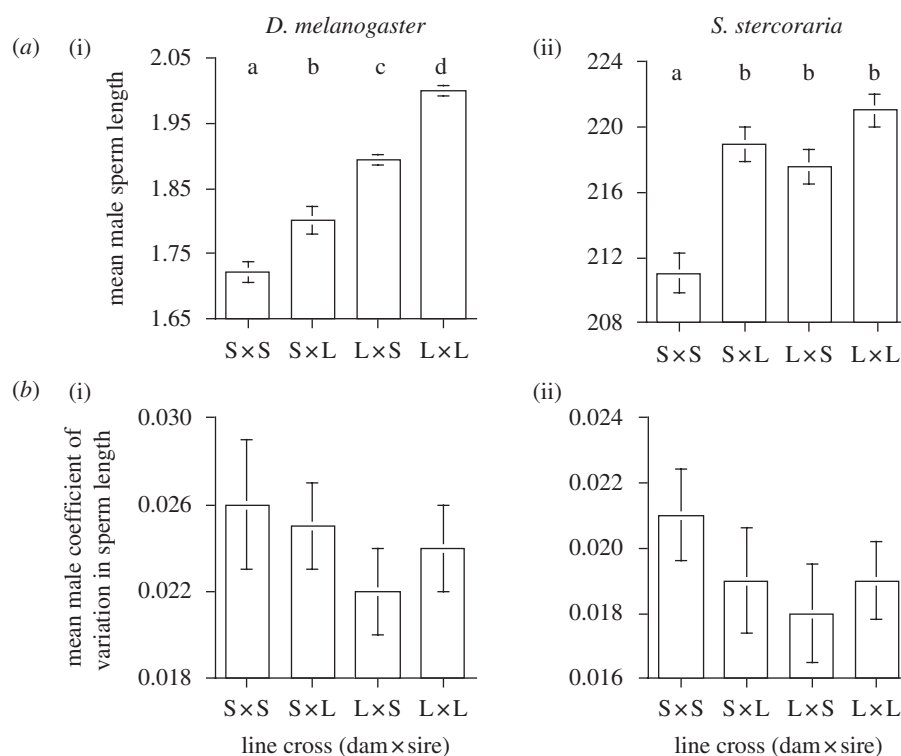 D. melanogaster
S. stercoraria
(a) (i)
mean male sperm length
2.05
1.95
1.85
1.75
1.65
a b c d
S×S S×L L×S L×L
(ii)
224
220
216
212
208
a b b b
S×S S×L L×S L×L
(b) (i)
mean male coefficient of
variation in sperm length
0.030
0.026
0.022
0.018
S×S S×L L×S L×L
line cross (dam×sire)
(ii)
0.024
0.022
0.020
0.018
0.016
S×S S×L L×S L×L
line cross (dam×sire)